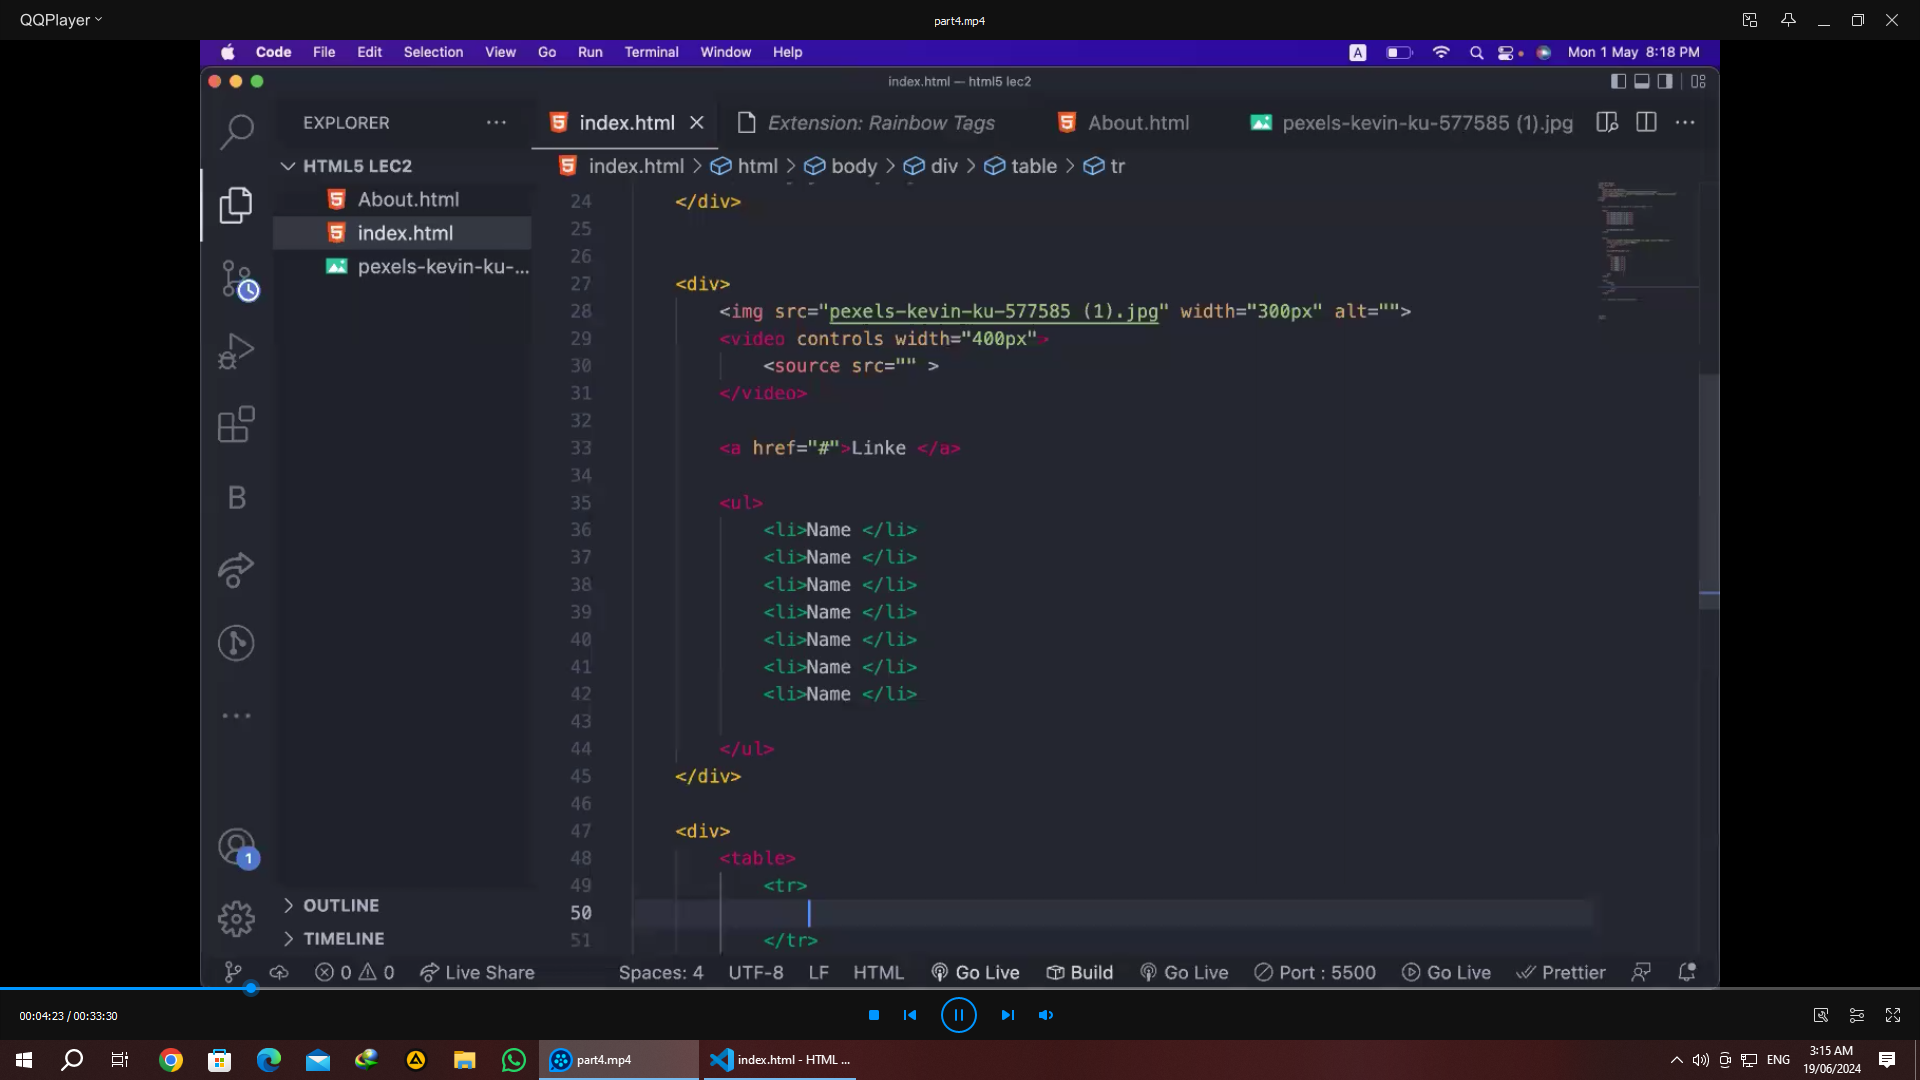 QQPlayer
part4.mp4
Code File Edit Selection View Go Run Terminal Window Help
A
Mon 1 May 8:18 PM
index.html — html5 lec2
EXPLORER
index.html
Extension: Rainbow Tags
About.html
pexels-kevin-ku-577585 (1).jpg
HTML5 LEC2
About.html
index.html
pexels-kevin-ku-...
index.html > html > body > div > table > tr
24 </div>
25
26
27 <div>
28 <img src="pexels-kevin-ku-577585 (1).jpg" width="300px" alt="">
29 <video controls width="400px">
30 <source src="" >
31 </video>
32
33 <a href="#">Linke </a>
34
35 <ul>
36 <li>Name </li>
37 <li>Name </li>
38 <li>Name </li>
39 <li>Name </li>
40 <li>Name </li>
41 <li>Name </li>
42 <li>Name </li>
43
44 </ul>
45 </div>
46
47 <div>
48 <table>
49 <tr>
50
51 </tr>
B
1
OUTLINE
TIMELINE
0 0 Live Share Spaces: 4 UTF-8 LF HTML Go Live Build Go Live Port : 5500 Go Live Prettier
00:04:23 / 00:33:30
part4.mp4
index.html - HTML ...
ENG
3:15 AM
19/06/2024